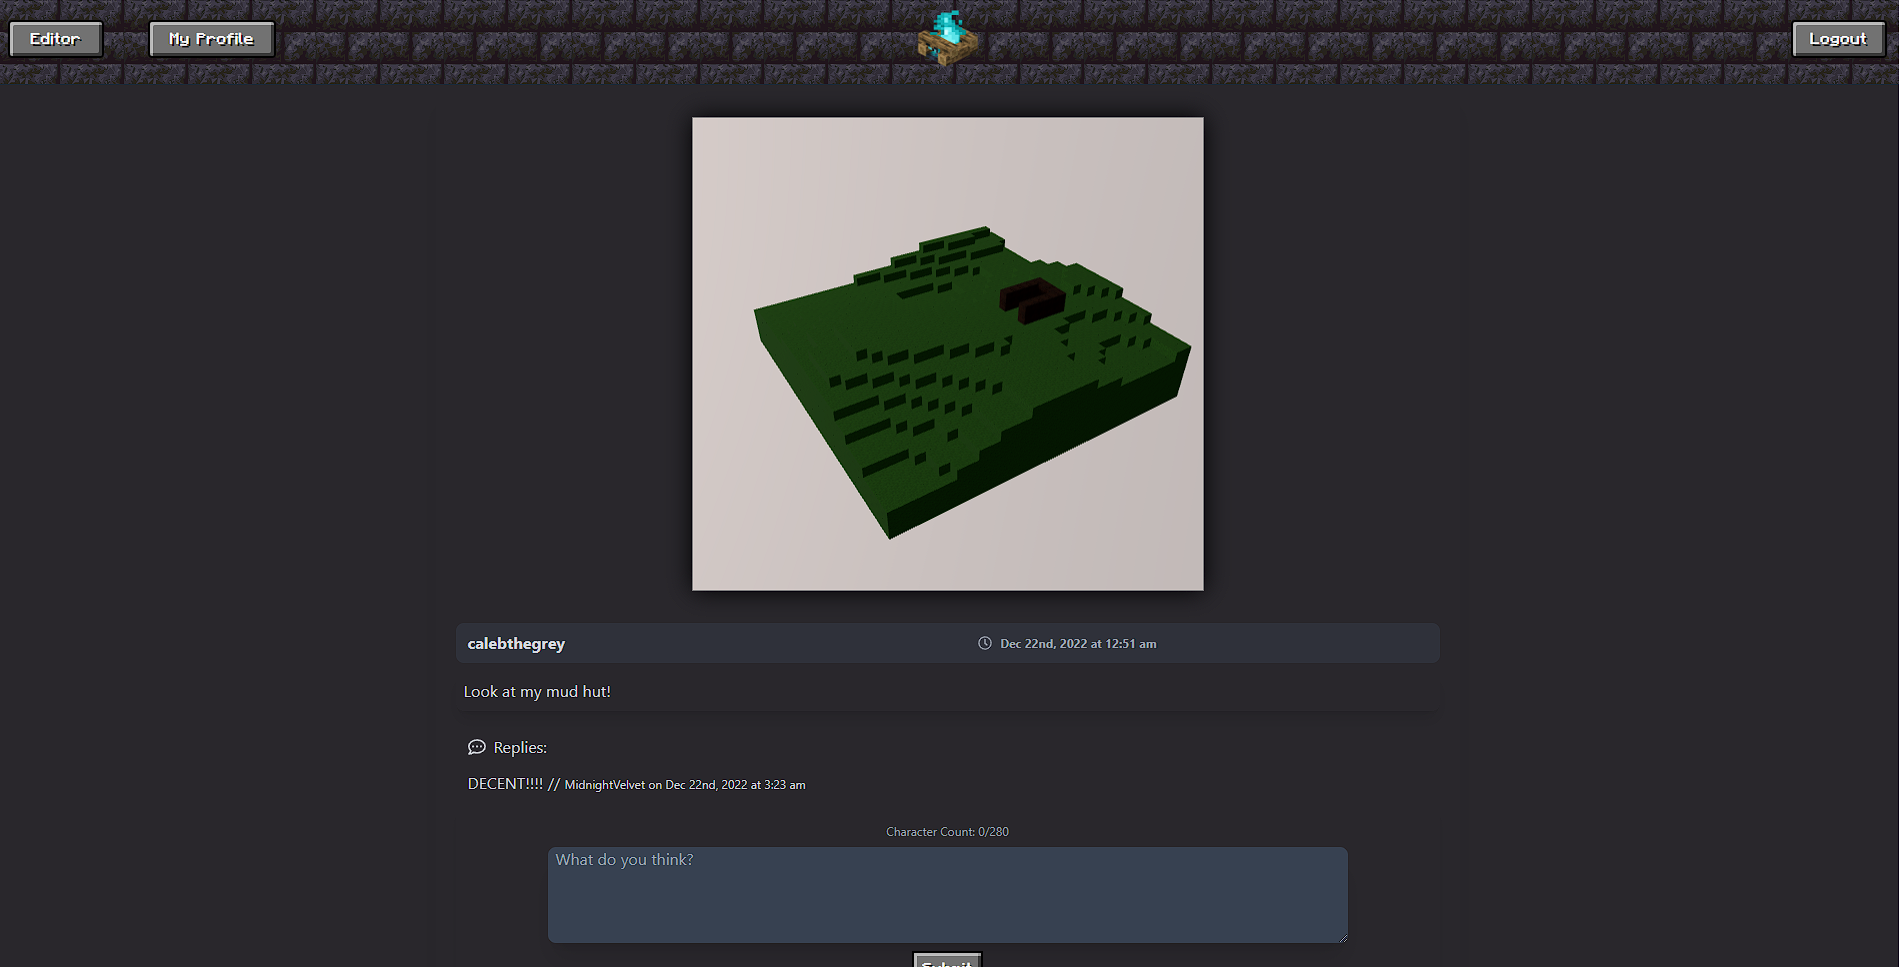 Editor
My Profile
Logout
calebthegrey
Dec 22nd, 2022 at 12:51 am
Look at my mud hut!
Replies:
DECENT!!!! // MidnightVelvet on Dec 22nd, 2022 at 3:23 am
Character Count: 0/280
What do you think?
Submit